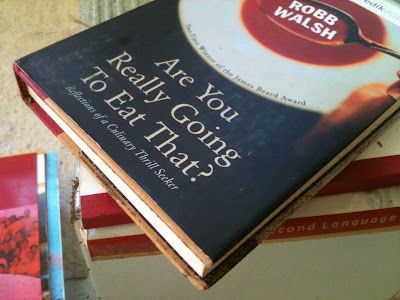 ROBB
WALSH
Two-Time Winner of the James Beard Award
Are You
Really Going
To Eat That?
Reflections of a Culinary Thrill Seeker
Second Language